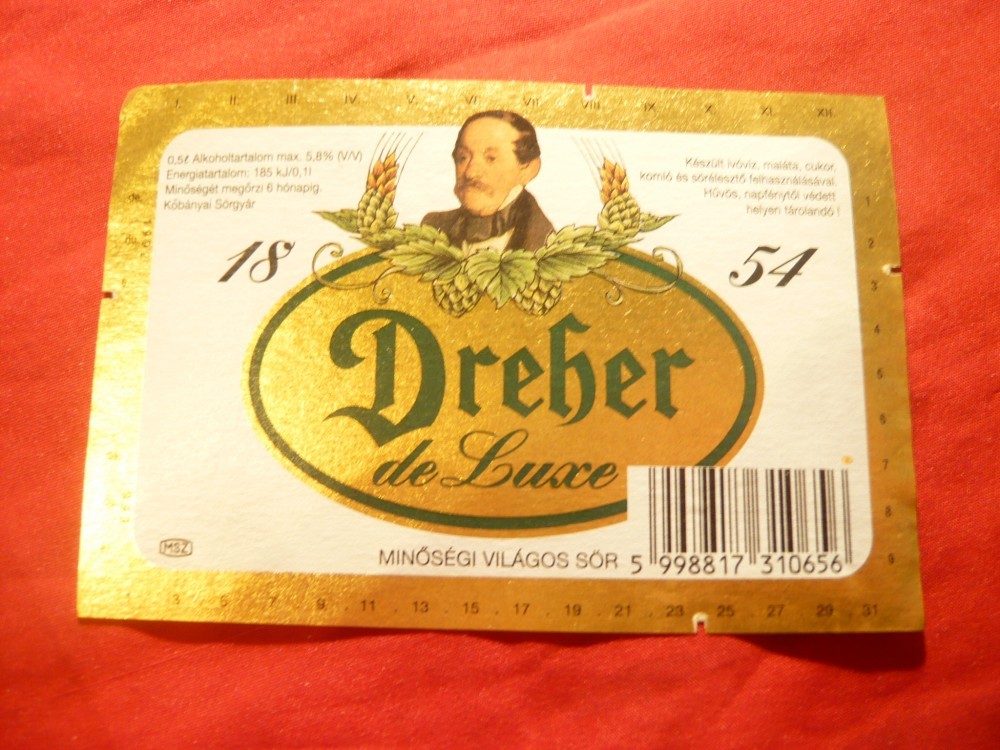 I. II. III. IV. V. VI. VII. VIII. IX. X. XI. XII.
0,5ℓ Alkoholtartalom max. 5,8% (V/V)
Energiatartalom: 185 kJ/0,1l
Minőségét megőrzi 6 hónapig.
Kőbányai Sörgyár
Készült ivóvíz, maláta, cukor,
komló és sörélesztő felhasználásával.
Hűvös, napfénytől védett
helyen tárolandó !
1854
Dreher
de Luxe
MSZ
MINŐSÉGI VILÁGOS SÖR
5 998817 310656
1
2
3
4
5
6
7
8
9
1 . 3 . 5 . 7 . 9 . 11 . 13 . 15 . 17 . 19 . 21 . 23 . 25 . 27 . 29 . 31